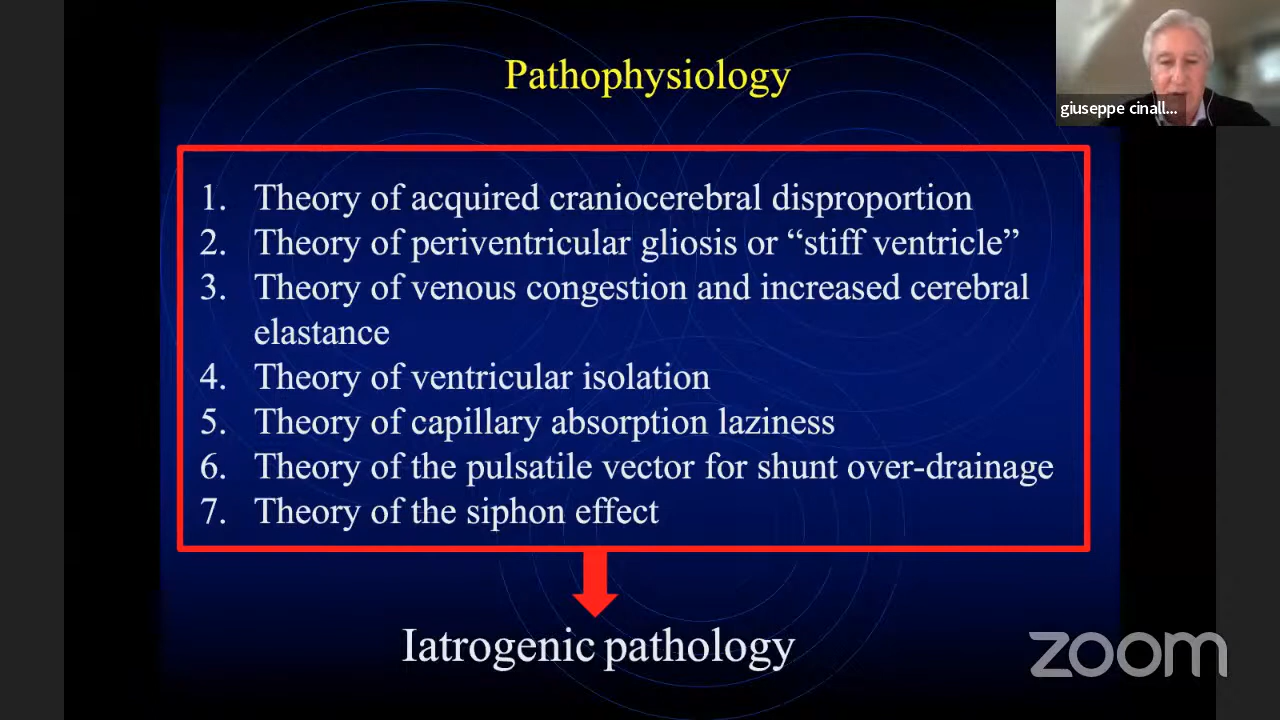 Pathophysiology
giuseppe cinall...
1. Theory of acquired craniocerebral disproportion
2. Theory of periventricular gliosis or “stiff ventricle”
3. Theory of venous congestion and increased cerebral
elastance
4. Theory of ventricular isolation
5. Theory of capillary absorption laziness
6. Theory of the pulsatile vector for shunt over-drainage
7. Theory of the siphon effect
Iatrogenic pathology
zoom